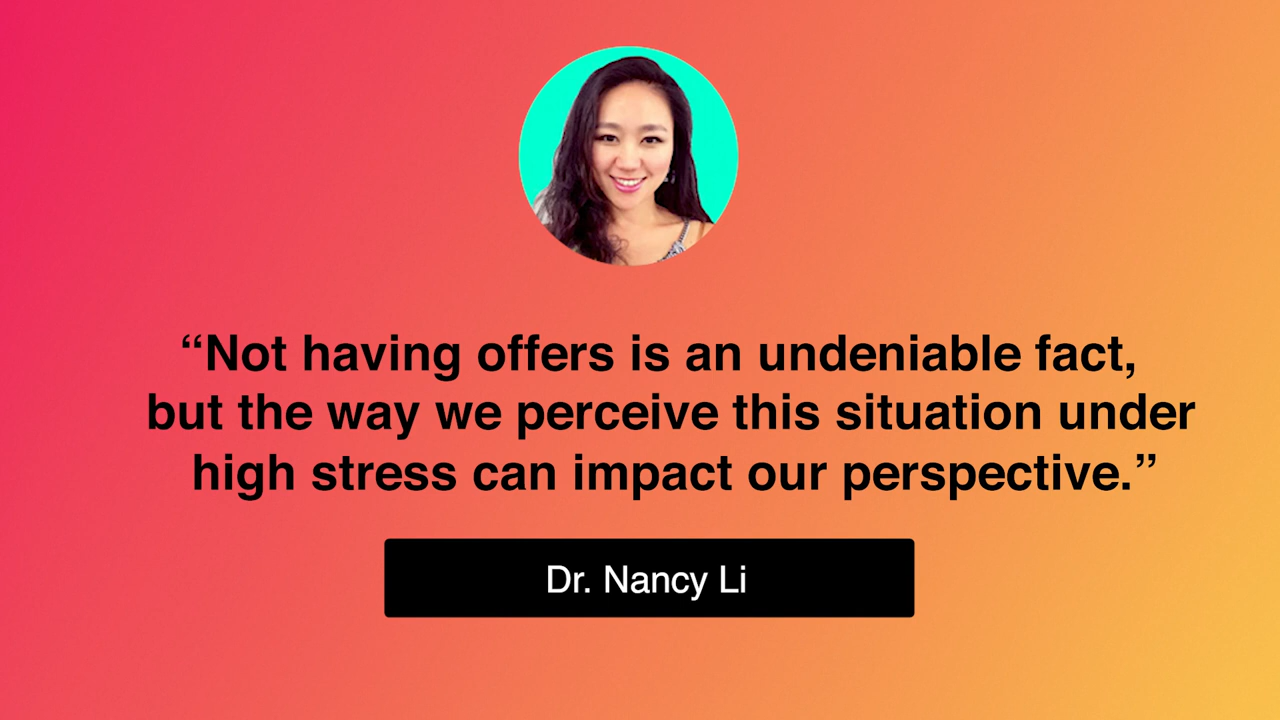 “Not having offers is an undeniable fact,
but the way we perceive this situation under
high stress can impact our perspective.”
Dr. Nancy Li